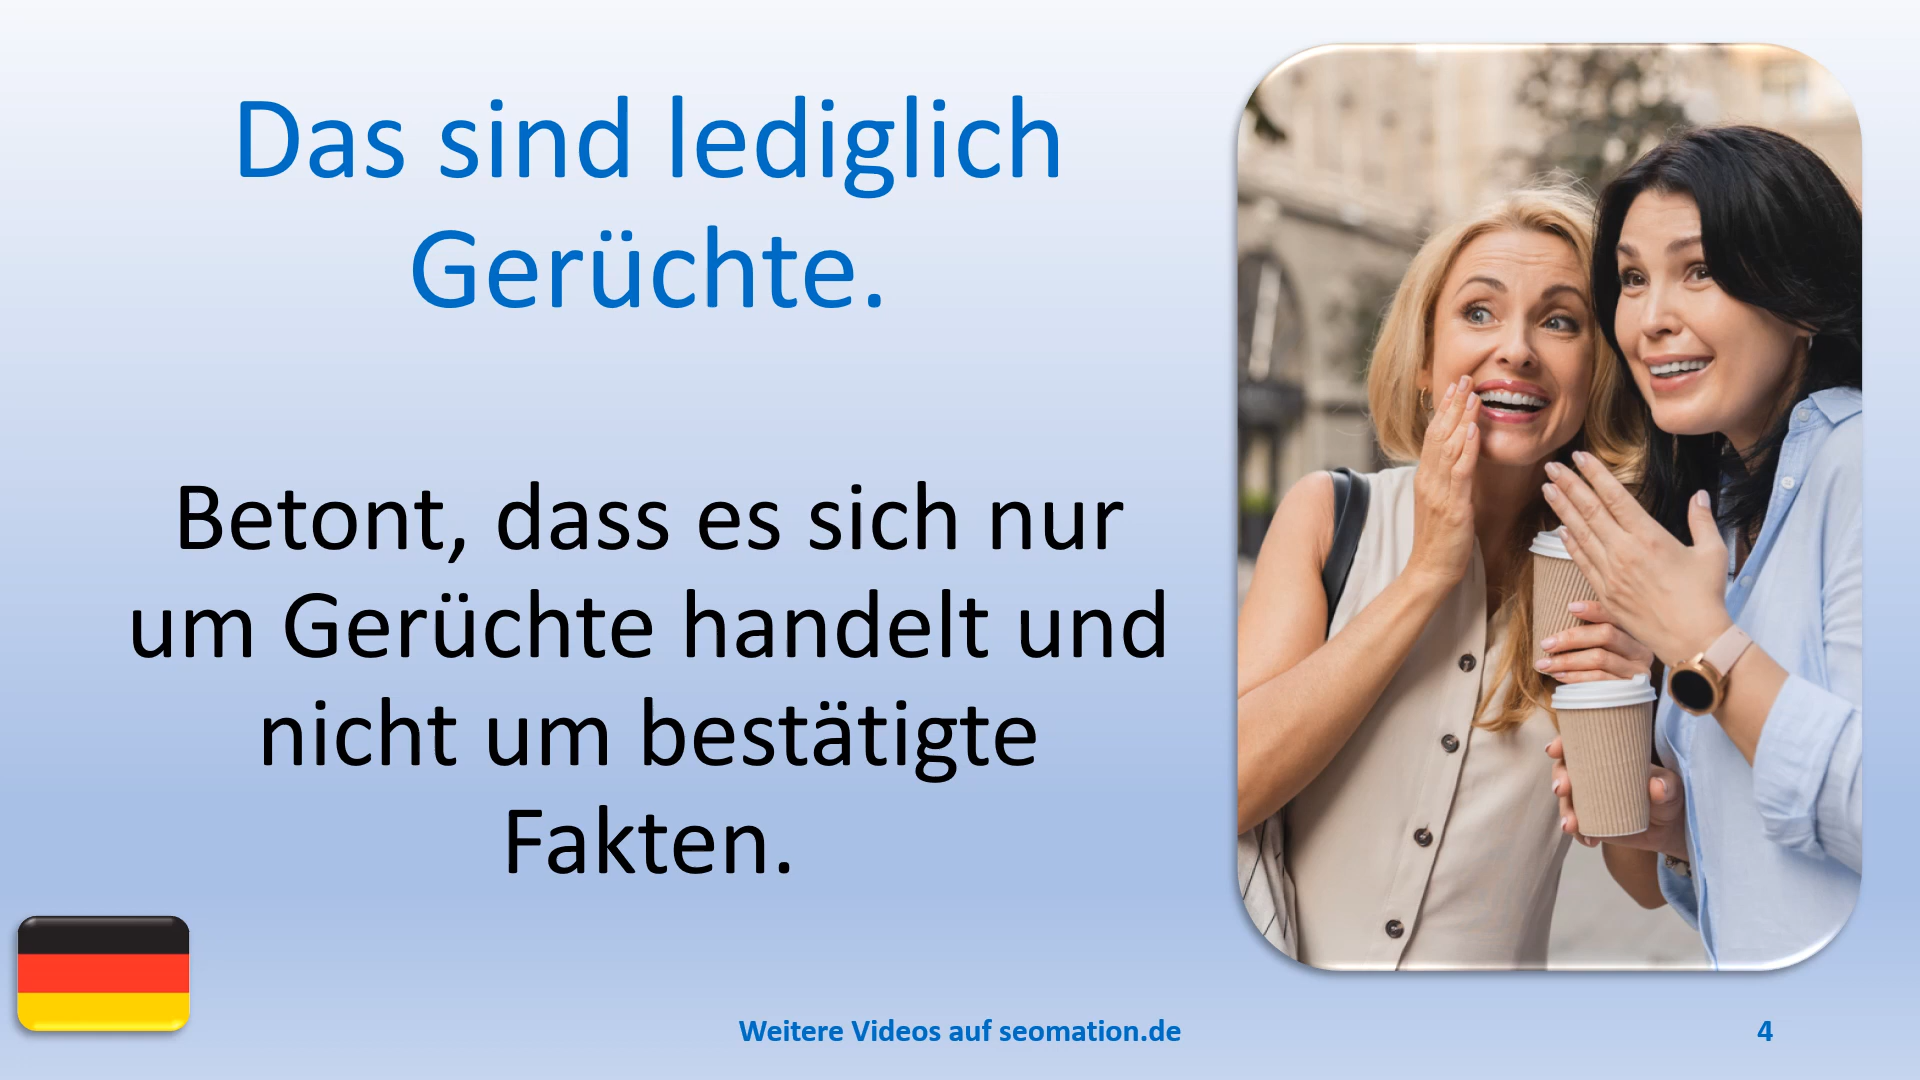 Das sind lediglich
Gerüchte.
Betont, dass es sich nur
um Gerüchte handelt und
nicht um bestätigte
Fakten.
Weitere Videos auf seomation.de
4